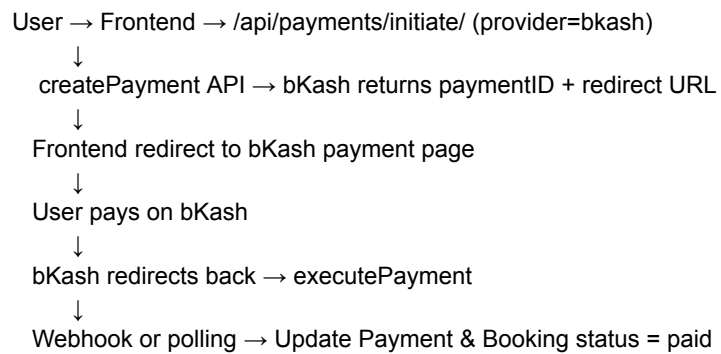 User → Frontend → /api/payments/initiate/ (provider=bkash)
↓
createPayment API → bKash returns paymentID + redirect URL
↓
Frontend redirect to bKash payment page
↓
User pays on bKash
↓
bKash redirects back → executePayment
↓
Webhook or polling → Update Payment & Booking status = paid